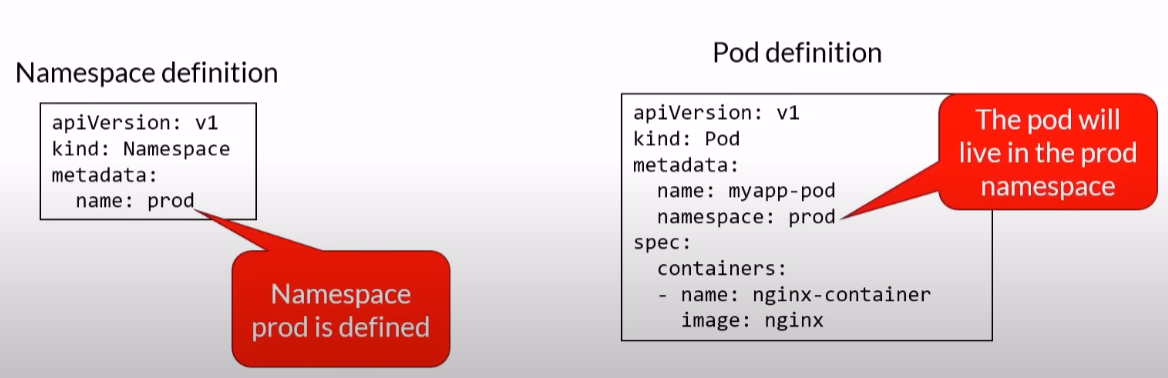 Namespace definition
apiVersion: v1
kind: Namespace
metadata:
  name: prod
Namespace
prod is defined
Pod definition
apiVersion: v1
kind: Pod
metadata:
  name: myapp-pod
  namespace: prod
spec:
  containers:
  - name: nginx-container
    image: nginx
The pod will
live in the prod
namespace